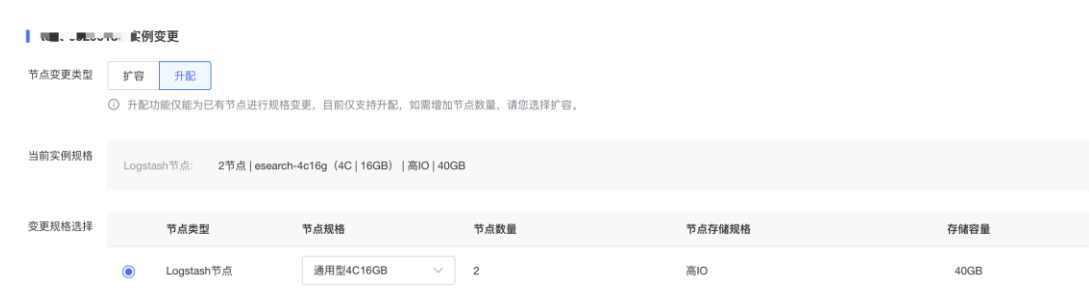 实例变更
节点变更类型 扩容 升配
升配功能仅能为已有节点进行规格变更，目前仅支持升配，如需增加节点数量，请您选择扩容。
当前实例规格 Logstash节点: 2节点 | esearch-4c16g（4C | 16GB） | 高IO | 40GB
变更规格选择 节点类型 节点规格 节点数量 节点存储规格 存储容量
Logstash节点 通用型4C16GB 2 高IO 40GB